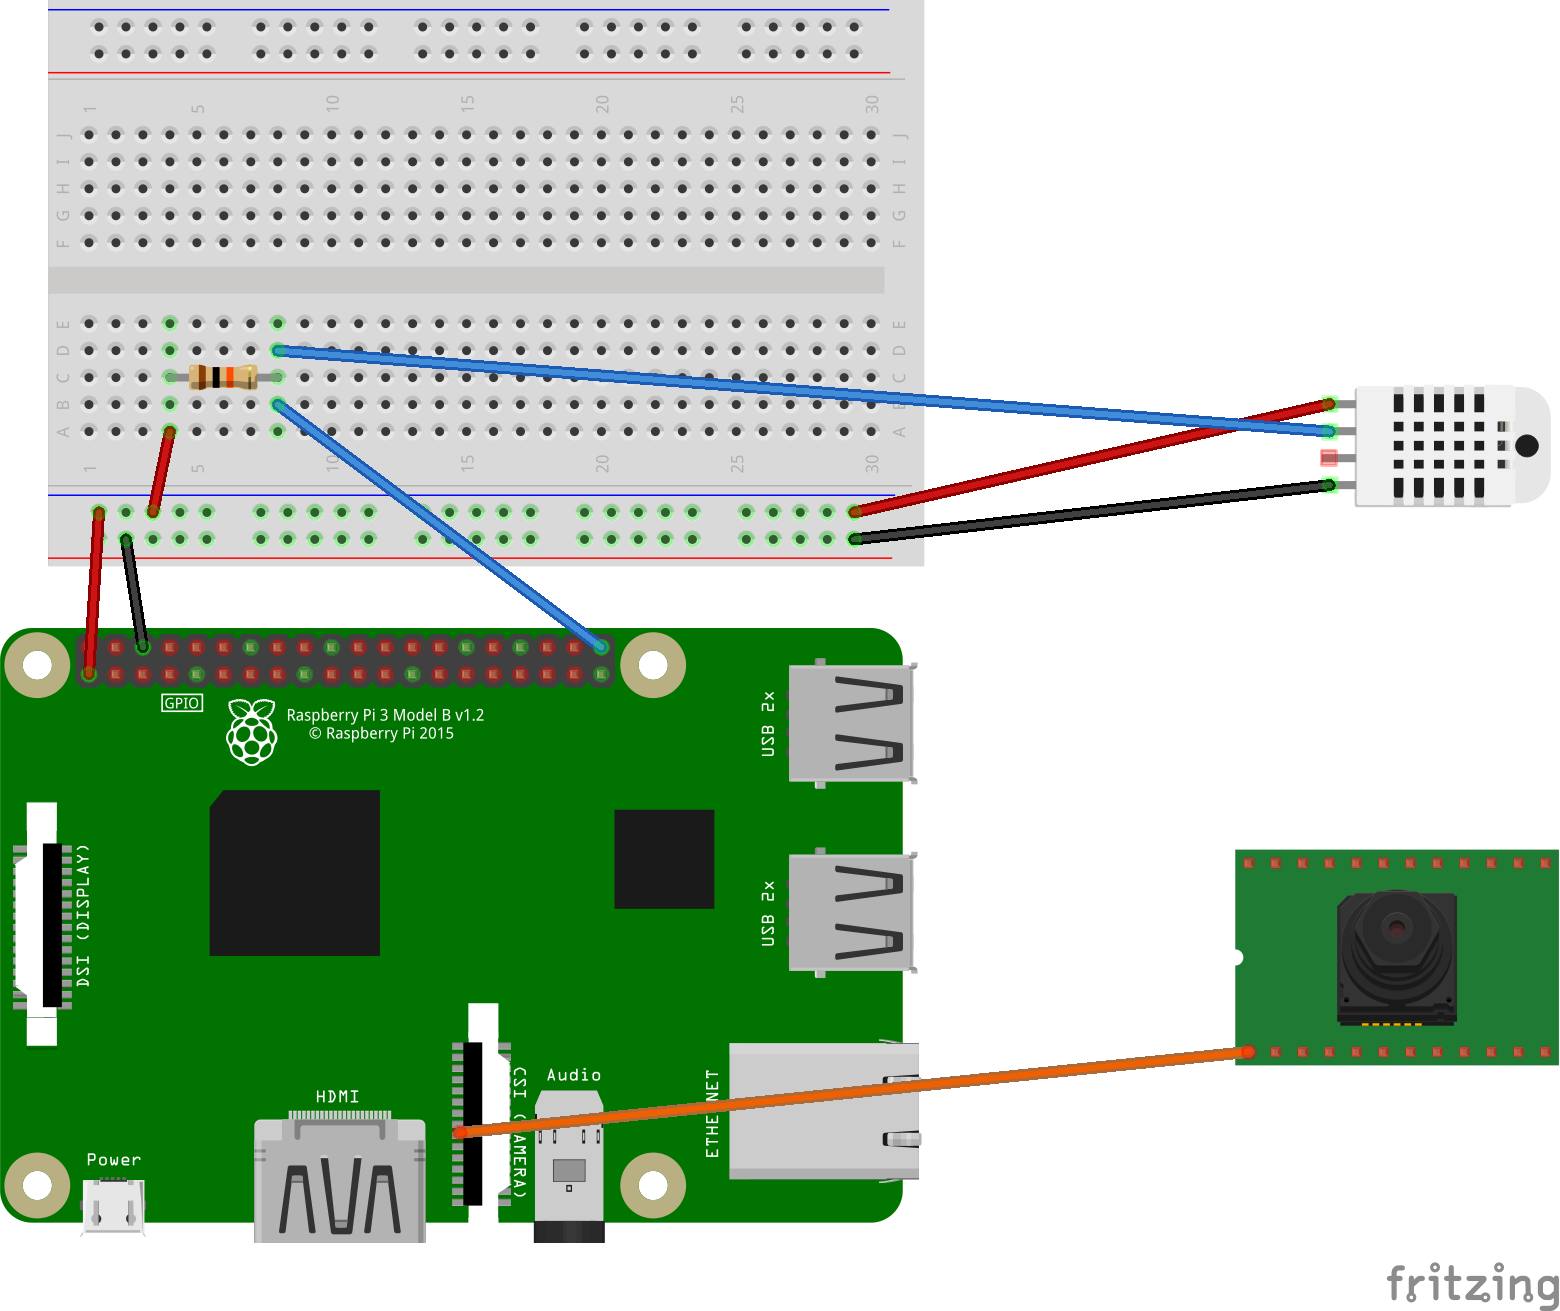 1 5 10 15 20 25 30
J J
I I
H H
G G
F F
E E
D D
C C
B
A A
1 5 10 15 20 25 30
GPIO
Raspberry Pi 3 Model B v1.2
© Raspberry Pi 2015
USB 2x
USB 2x
DSI (DISPLAY)
HDMI
CSI (CAMERA)
Audio
ETHERNET
Power
fritzing